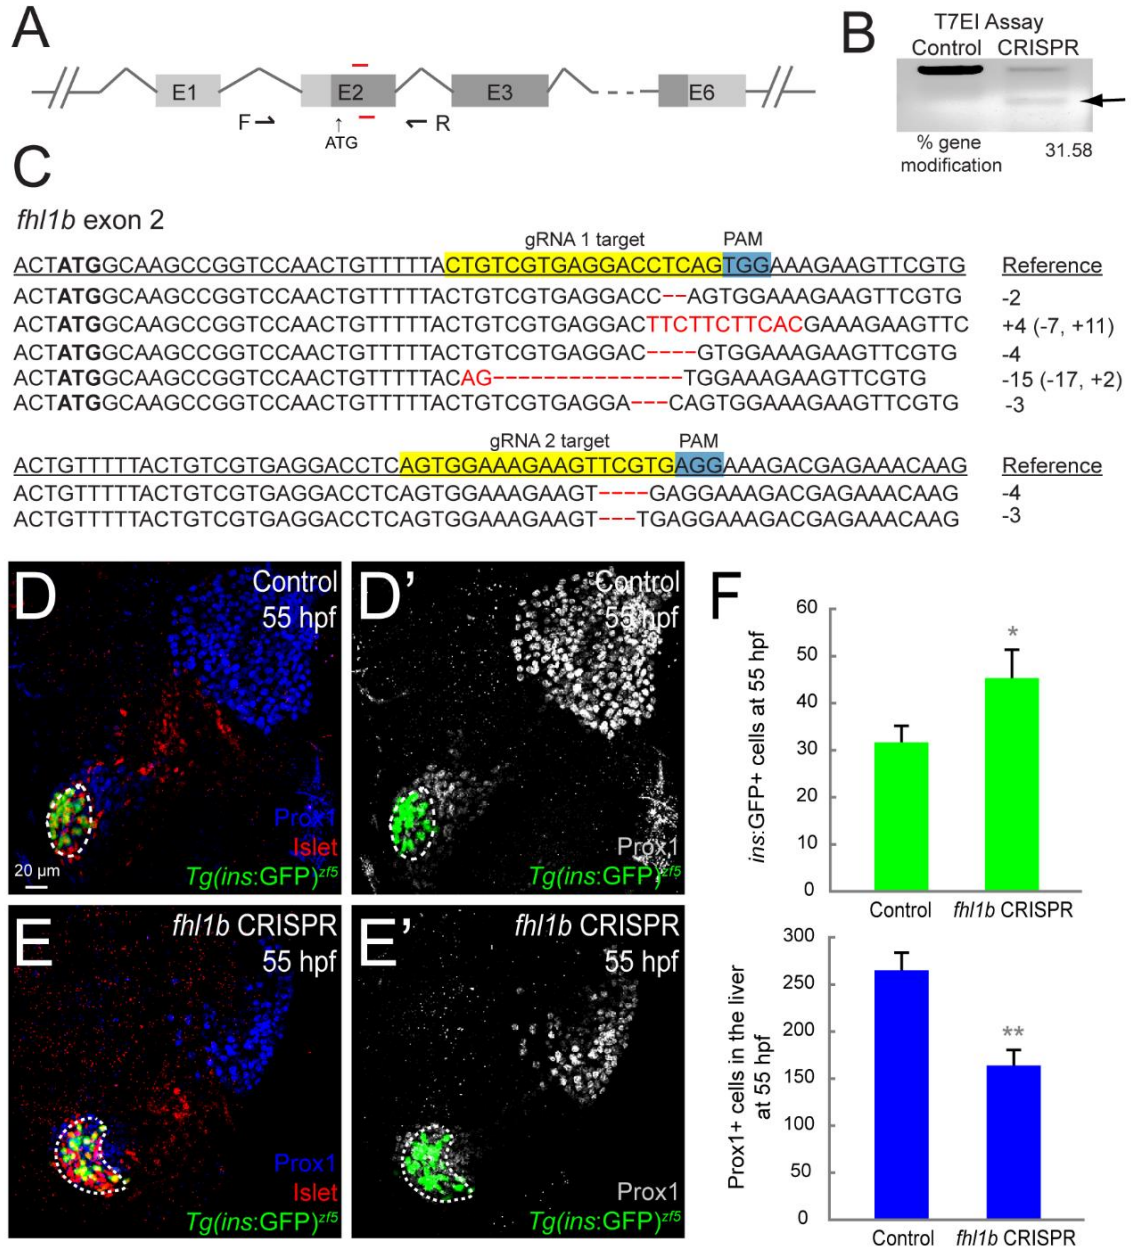 A
E1 E2 E3 E6
F R
ATG
B
T7EI Assay
Control CRISPR
% gene
modification 31.58
C
fhl1b exon 2
gRNA 1 target PAM
ACTATGGCAAGCCGGTCCAACTGTTTTTACTGTCGTGAGGACCTCAGTGGAAAGAAGTTCGTG Reference
ACTATGGCAAGCCGGTCCAACTGTTTTTACTGTCGTGAGGACC--AGTGGAAAGAAGTTCGTG -2
ACTATGGCAAGCCGGTCCAACTGTTTTTACTGTCGTGAGGACTTCTTCTTCACGAAAGAAGTTC +4 (-7, +11)
ACTATGGCAAGCCGGTCCAACTGTTTTTACTGTCGTGAGGAC----GTGGAAAGAAGTTCGTG -4
ACTATGGCAAGCCGGTCCAACTGTTTTTACAG-----------------TGGAAAGAAGTTCGTG -15 (-17, +2)
ACTATGGCAAGCCGGTCCAACTGTTTTTACTGTCGTGAGGA---CAGTGGAAAGAAGTTCGTG -3
gRNA 2 target PAM
ACTGTTTTTACTGTCGTGAGGACCTCAGTGGAAAGAAGTTCGTGAGGAAAGACGAGAAACAAG Reference
ACTGTTTTTACTGTCGTGAGGACCTCAGTGGAAAGAAGT----GAGGAAAGACGAGAAACAAG -4
ACTGTTTTTACTGTCGTGAGGACCTCAGTGGAAAGAAGT---TGAGGAAAGACGAGAAACAAG -3
D
Control
55 hpf
Prox1
Islet
20 µm
Tg(ins:GFP)zf5
D'
Control
55 hpf
Prox1
Tg(ins:GFP)zf5
E
fhl1b CRISPR
55 hpf
Prox1
Islet
Tg(ins:GFP)zf5
E'
fhl1b CRISPR
55 hpf
Prox1
Tg(ins:GFP)zf5
F
ins:GFP+ cells at 55 hpf
60
50
40
30
20
10
0
*
Control fhl1b CRISPR
Prox1+ cells in the liver
at 55 hpf
300
250
200
150
100
50
0
**
Control fhl1b CRISPR